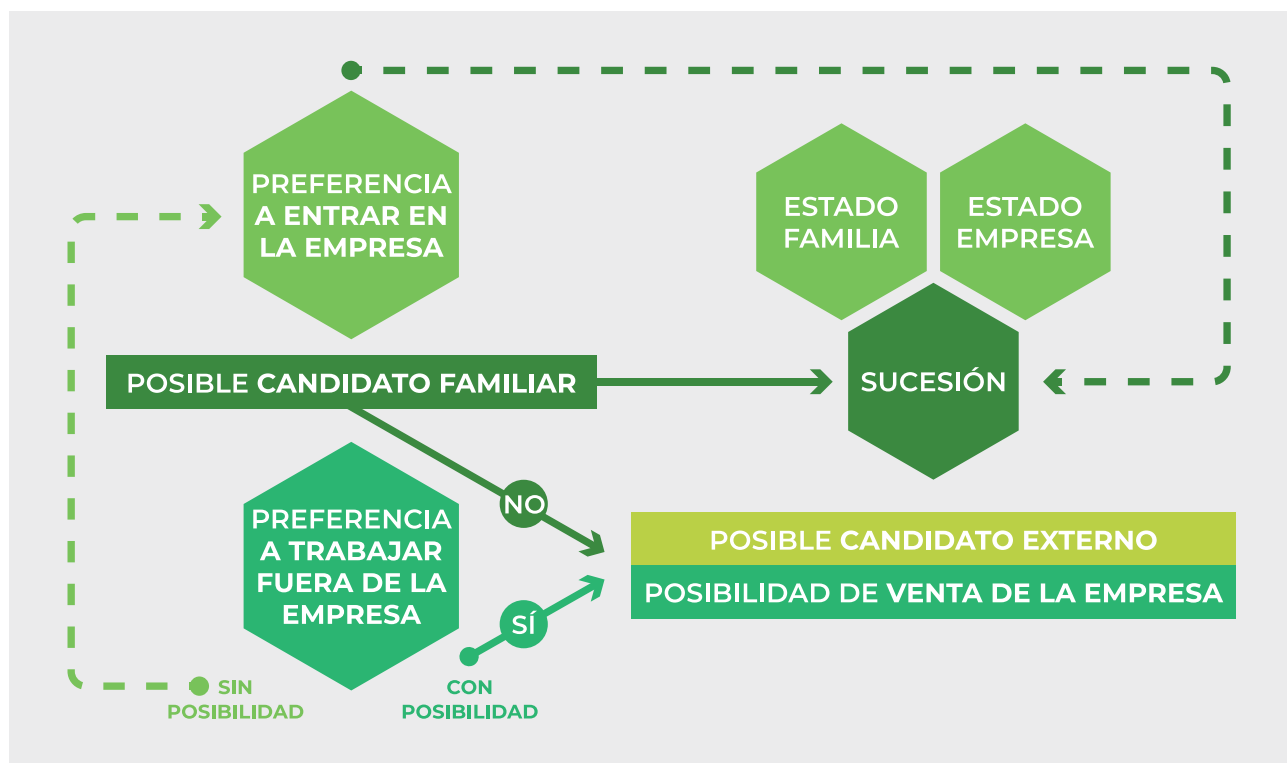 PREFERENCIA
A ENTRAR EN
LA EMPRESA
ESTADO
FAMILIA
ESTADO
EMPRESA
POSIBLE CANDIDATO FAMILIAR
SUCESIÓN
NO
PREFERENCIA
A TRABAJAR
FUERA DE LA
EMPRESA
POSIBLE CANDIDATO EXTERNO
POSIBILIDAD DE VENTA DE LA EMPRESA
SÍ
SIN
POSIBILIDAD
CON
POSIBILIDAD